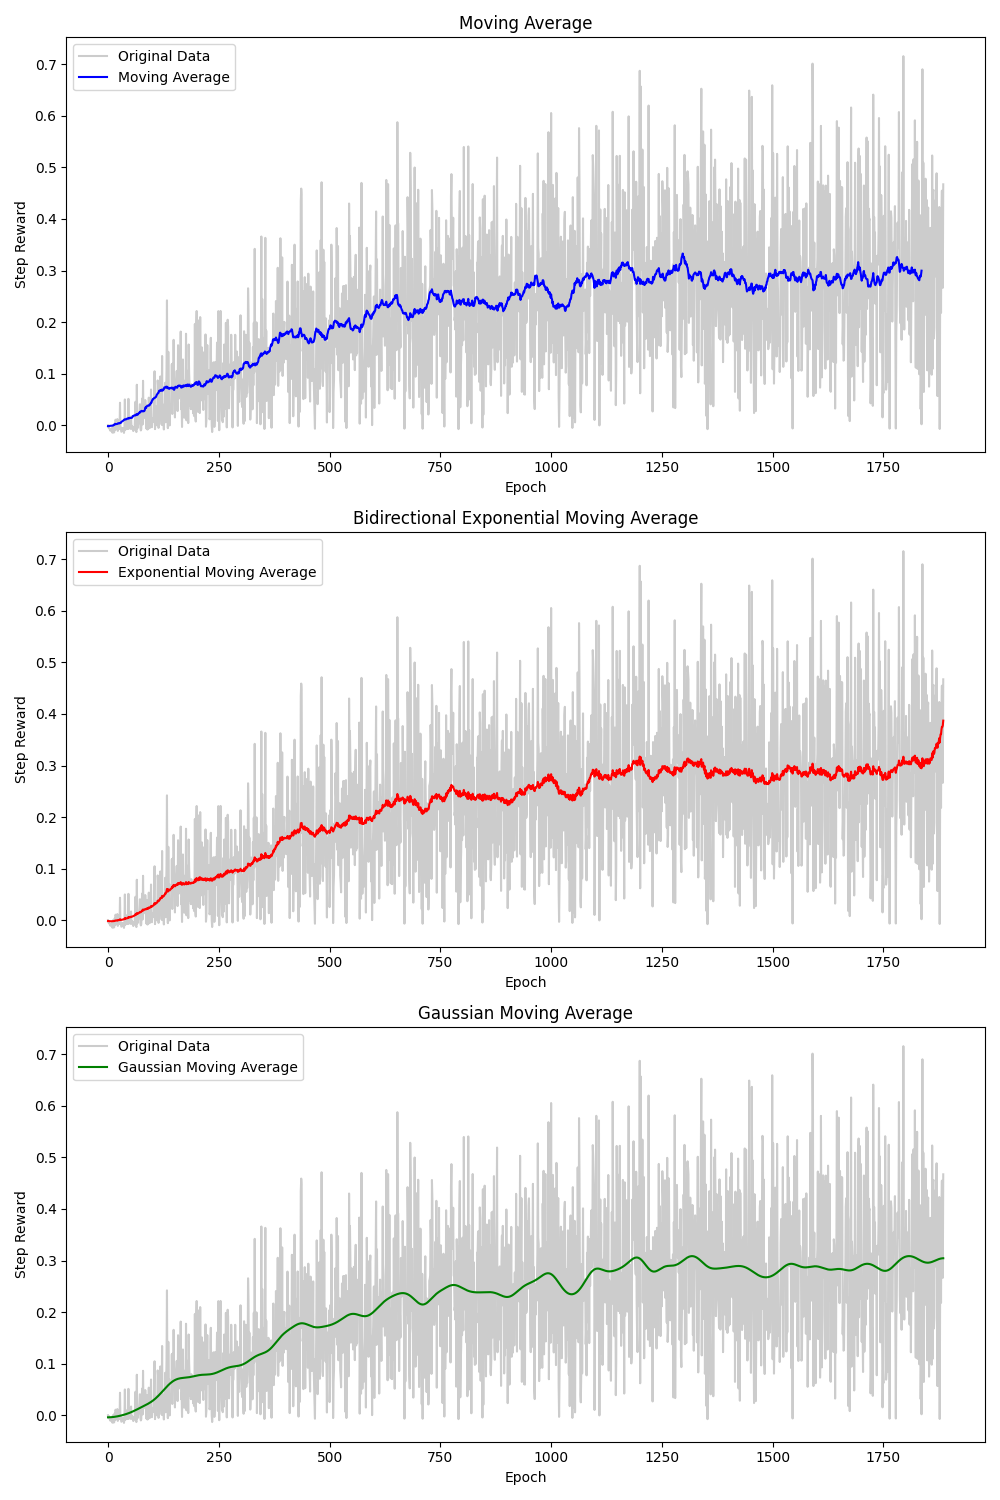 Moving Average
Original Data
Moving Average
0.7
0.6
0.5
0.4
0.3
0.2
0.1
0.0
Step Reward
0 250 500 750 1000 1250 1500 1750
Epoch
Bidirectional Exponential Moving Average
Original Data
Exponential Moving Average
0.7
0.6
0.5
0.4
0.3
0.2
0.1
0.0
Step Reward
0 250 500 750 1000 1250 1500 1750
Epoch
Gaussian Moving Average
Original Data
Gaussian Moving Average
0.7
0.6
0.5
0.4
0.3
0.2
0.1
0.0
Step Reward
0 250 500 750 1000 1250 1500 1750
Epoch